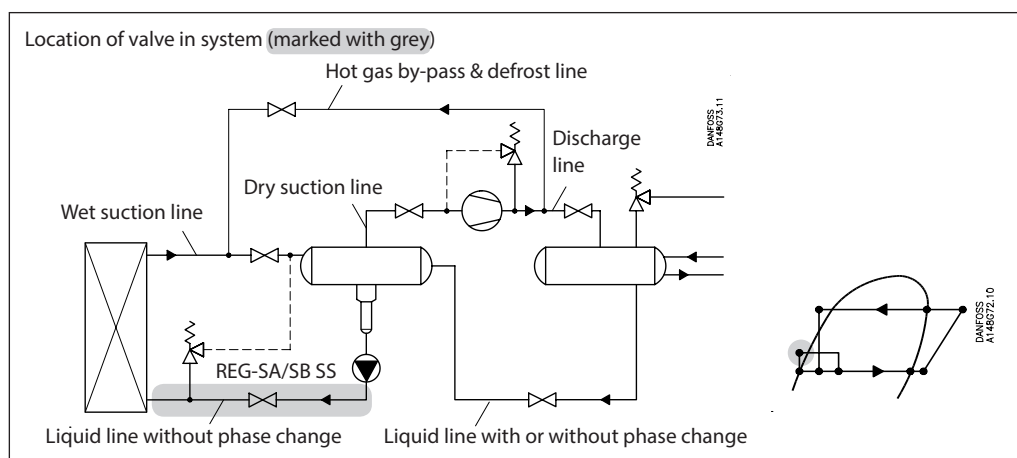 Location of valve in system (marked with grey)
Hot gas by-pass & defrost line
DANFOSS
A148G73.11
Discharge
line
Dry suction line
Wet suction line
DANFOSS
A148G72.10
REG-SA/SB SS
Liquid line without phase change
Liquid line with or without phase change